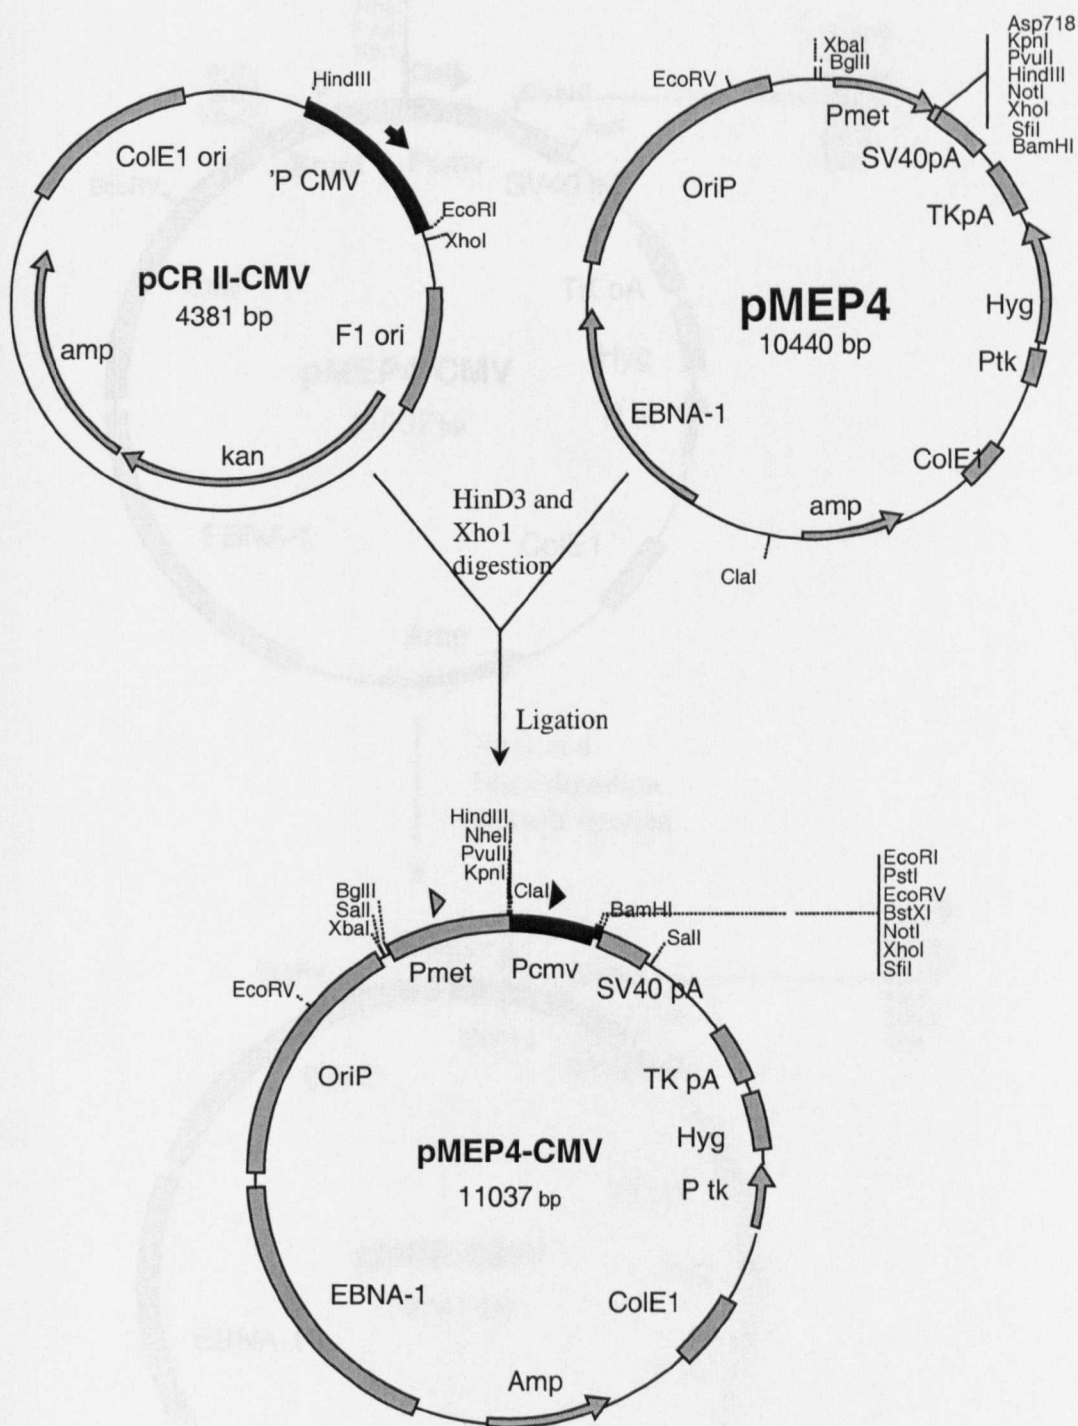 HindIII
ColE1 ori
'P CMV
EcoRI
XhoI
pCR II-CMV
4381 bp
F1 ori
amp
kan
XbaI
BglII
EcoRV
Pmet
Asp718
KpnI
PvuII
HindIII
NotI
XhoI
SfiI
BamHI
SV40pA
OriP
TKpA
pMEP4
10440 bp
Hyg
Ptk
EBNA-1
ColE1
amp
ClaI
HinD3 and
Xho1
digestion
Ligation
HindIII
NheI
PvuII
KpnI
ClaI
BglII
SalI
XbaI
BamHI
EcoRI
PstI
EcoRV
BstXI
NotI
XhoI
SfiI
SalI
Pmet
Pcmv
SV40 pA
EcoRV
OriP
TK pA
Hyg
pMEP4-CMV
11037 bp
P tk
EBNA-1
ColE1
Amp